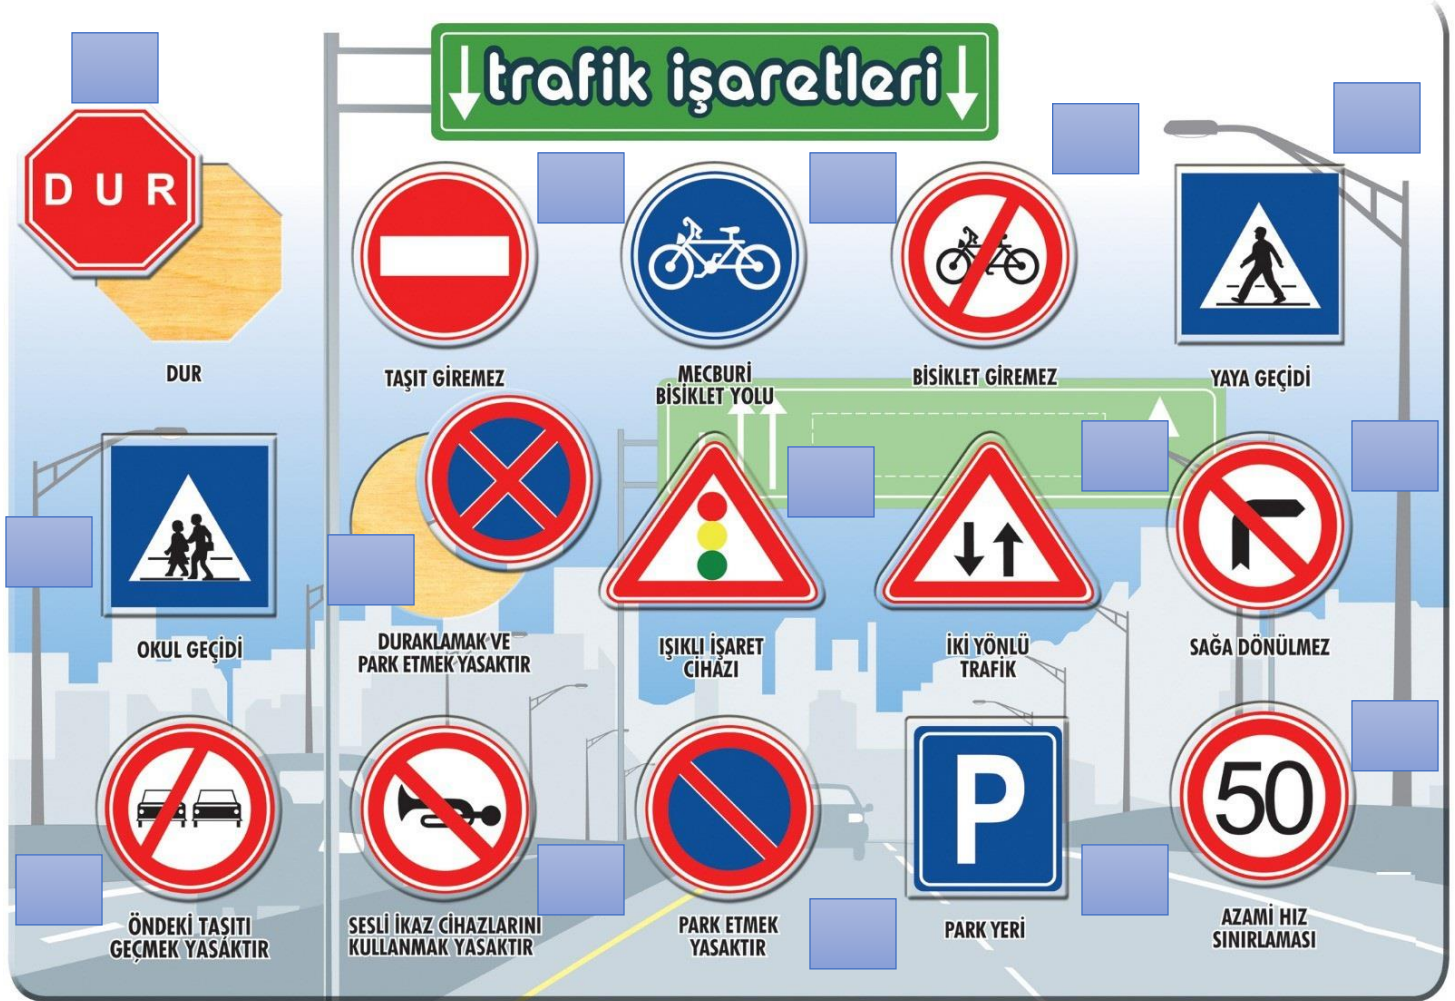 trafik işaretleri
DUR
DUR
TAŞIT GİREMEZ
MECBURİ
BİSİKLET YOLU
BİSİKLET GİREMEZ
YAYA GEÇİDİ
OKUL GEÇİDİ
DURAKLAMAK VE
PARK ETMEK YASAKTIR
IŞIKLI İŞARET
CİHAZI
İKİ YÖNLÜ
TRAFİK
SAĞA DÖNÜLMEZ
ÖNDEKİ TAŞITI
GEÇMEK YASAKTIR
SESLİ İKAZ CİHAZLARINI
KULLANMAK YASAKTIR
PARK ETMEK
YASAKTIR
P
PARK YERİ
50
AZAMİ HIZ
SINIRLAMASI